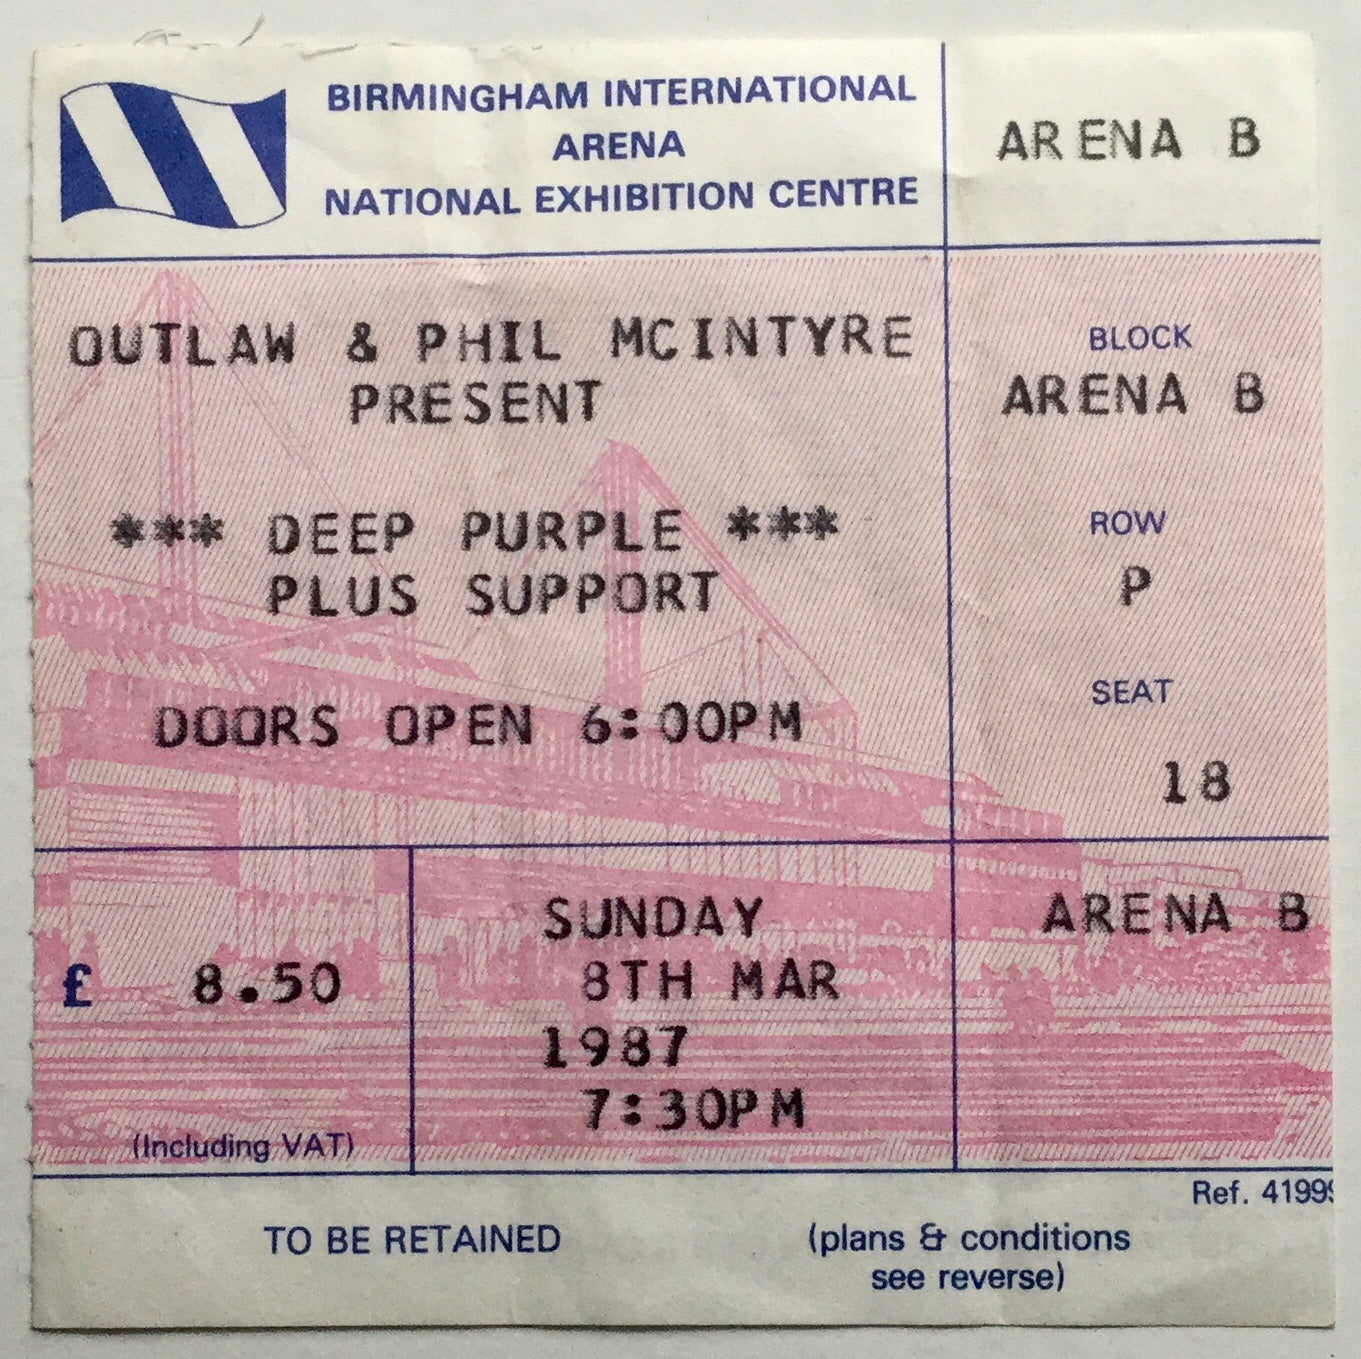 BIRMINGHAM INTERNATIONAL
ARENA
NATIONAL EXHIBITION CENTRE
ARENA B
OUTLAW & PHIL MCINTYRE
PRESENT
*** DEEP PURPLE ***
PLUS SUPPORT
DOORS OPEN 6:00PM
BLOCK
ARENA B
ROW
P
SEAT
18
£ 8.50
(Including VAT)
SUNDAY
8TH MAR
1987
7:30PM
ARENA B
Ref. 41999
TO BE RETAINED
(plans & conditions
see reverse)